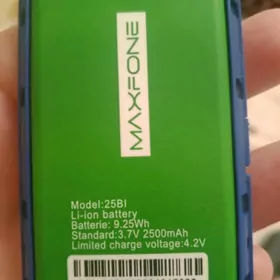 MAXFONE
Model:25BI
Li-ion battery
Batterie: 9.25Wh
Standard:3.7V 2500mAh
Limited charge voltage:4.2V